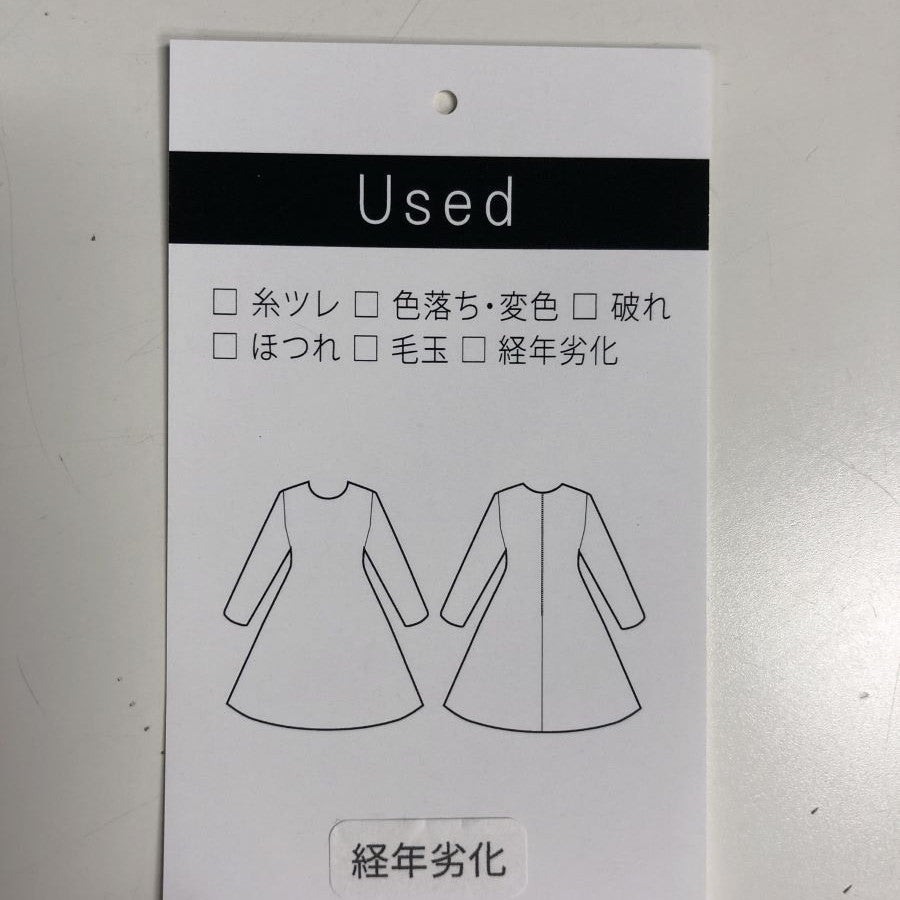 Used
□ 糸ツレ □ 色落ち・変色 □ 破れ
□ ほつれ □ 毛玉 □ 経年劣化
経年劣化